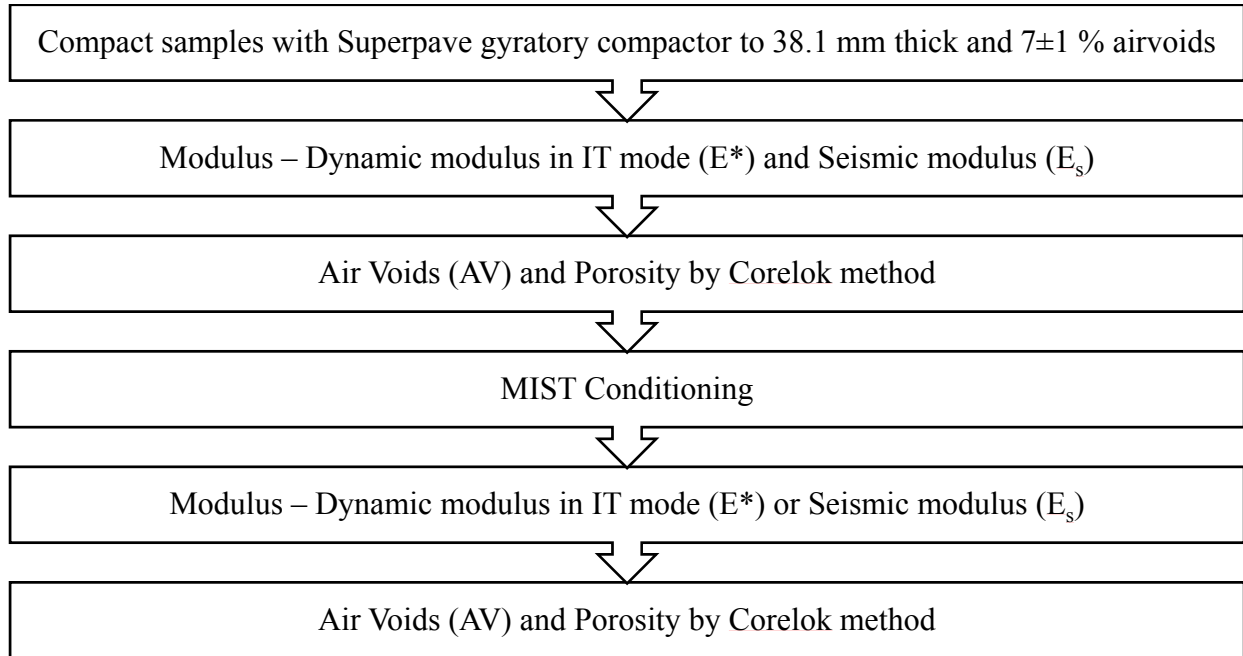 Compact samples with Superpave gyratory compactor to 38.1 mm thick and 7±1 % airvoids
Modulus – Dynamic modulus in IT mode (E*) and Seismic modulus (Es)
Air Voids (AV) and Porosity by Corelok method
MIST Conditioning
Modulus – Dynamic modulus in IT mode (E*) or Seismic modulus (Es)
Air Voids (AV) and Porosity by Corelok method